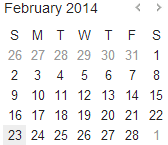 February 2014
S M T W T F S
26 27 28 29 30 31 1
2 3 4 5 6 7 8
9 10 11 12 13 14 15
16 17 18 19 20 21 22
23 24 25 26 27 28 1